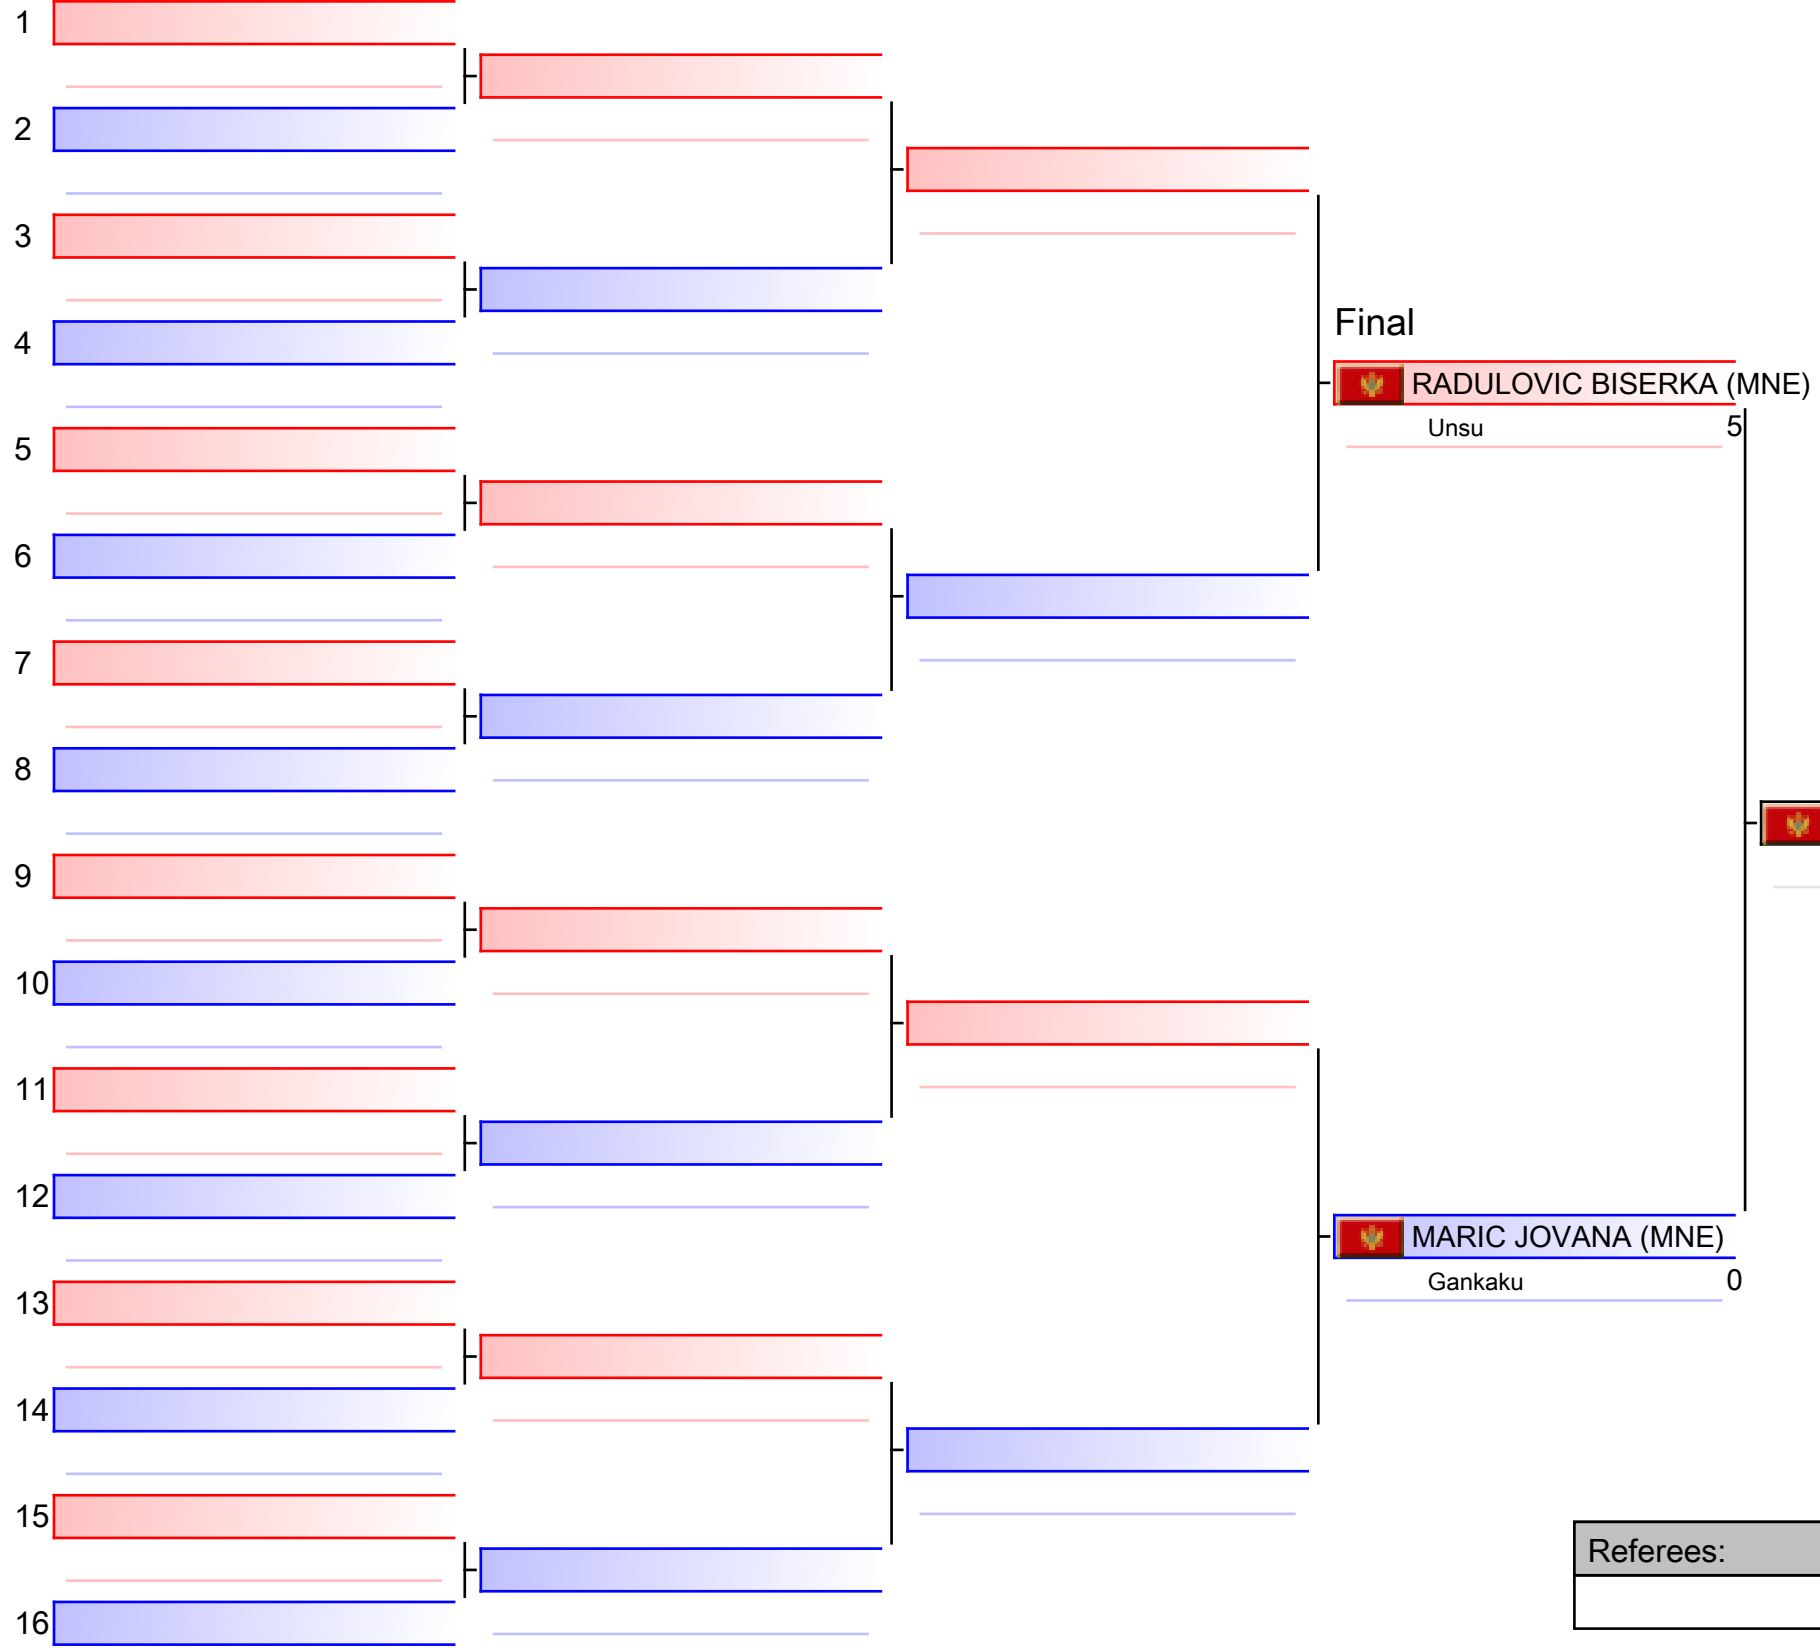 1
2
3
4
Final
RADULOVIC BISERKA (MNE)
Unsu 5
5
6
7
8
9
10
11
12
MARIC JOVANA (MNE)
Gankaku 0
13
14
15
Referees:
16